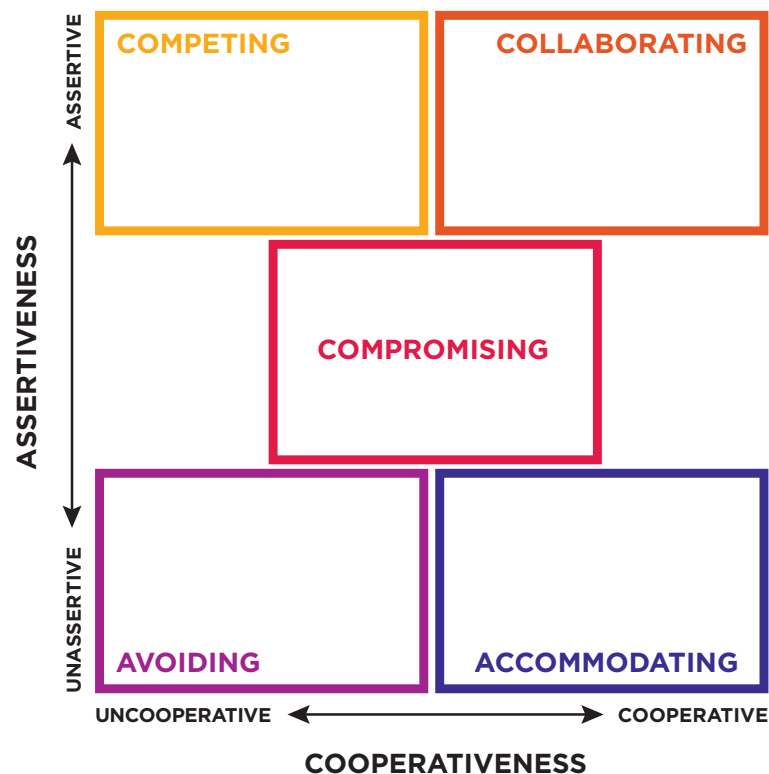 ASSERTIVE
COMPETING
COLLABORATING
ASSERTIVENESS
COMPROMISING
UNASSERTIVE
AVOIDING
ACCOMMODATING
UNCOOPERATIVE
COOPERATIVE
COOPERATIVENESS